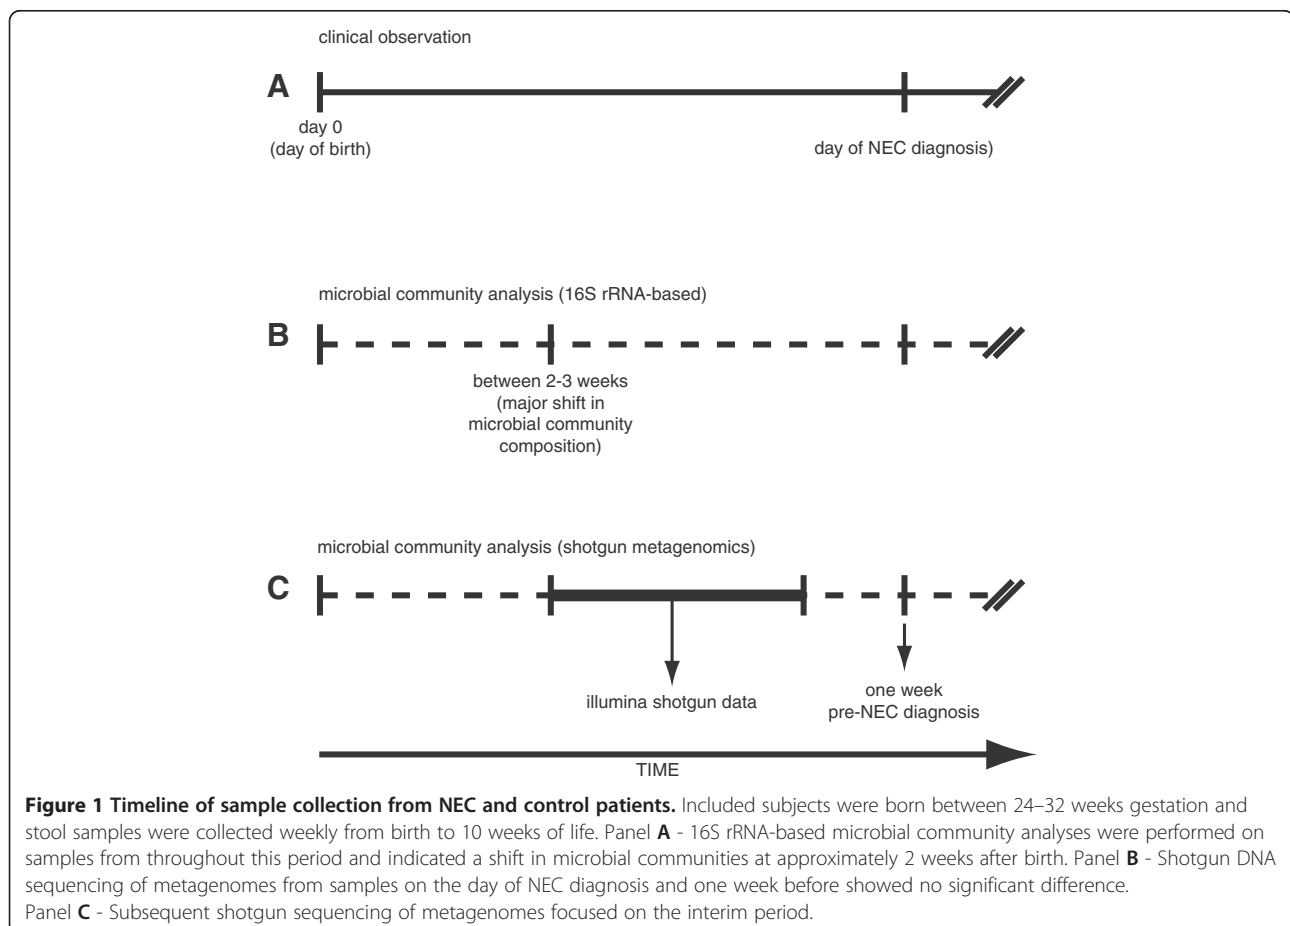 clinical observation
A
day 0
(day of birth)
day of NEC diagnosis)
microbial community analysis (16S rRNA-based)
B
between 2-3 weeks
(major shift in
microbial community
composition)
microbial community analysis (shotgun metagenomics)
C
illumina shotgun data
one week
pre-NEC diagnosis
TIME
Figure 1 Timeline of sample collection from NEC and control patients. Included subjects were born between 24–32 weeks gestation and
stool samples were collected weekly from birth to 10 weeks of life. Panel A - 16S rRNA-based microbial community analyses were performed on
samples from throughout this period and indicated a shift in microbial communities at approximately 2 weeks after birth. Panel B - Shotgun DNA
sequencing of metagenomes from samples on the day of NEC diagnosis and one week before showed no significant difference.
Panel C - Subsequent shotgun sequencing of metagenomes focused on the interim period.